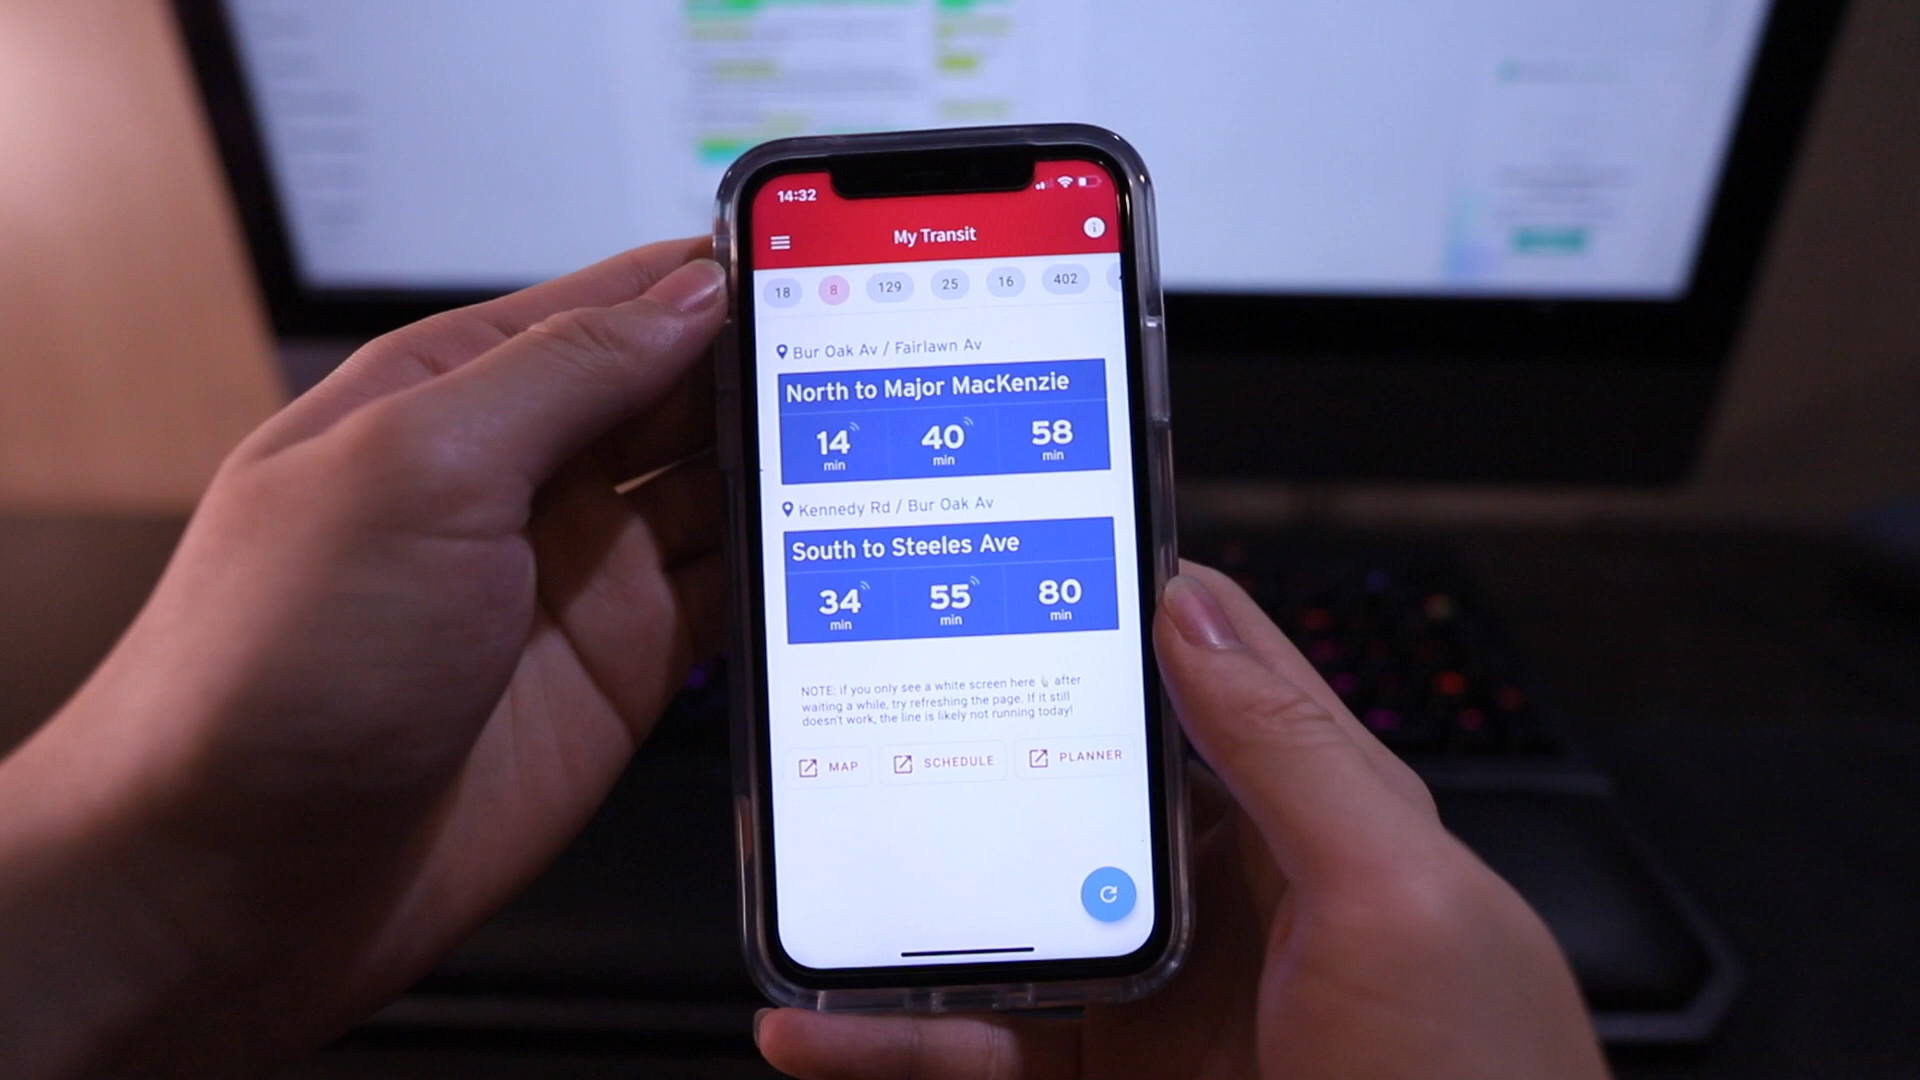 14:32
My Transit
18 8 129 25 16 402
Bur Oak Av / Fairlawn Av
North to Major MacKenzie
14 40 58
min min min
Kennedy Rd / Bur Oak Av
South to Steeles Ave
34 55 80
min min min
NOTE: if you only see a white screen here 👆 after
waiting a while, try refreshing the page. If it still
doesn't work, the line is likely not running today!
MAP SCHEDULE PLANNER